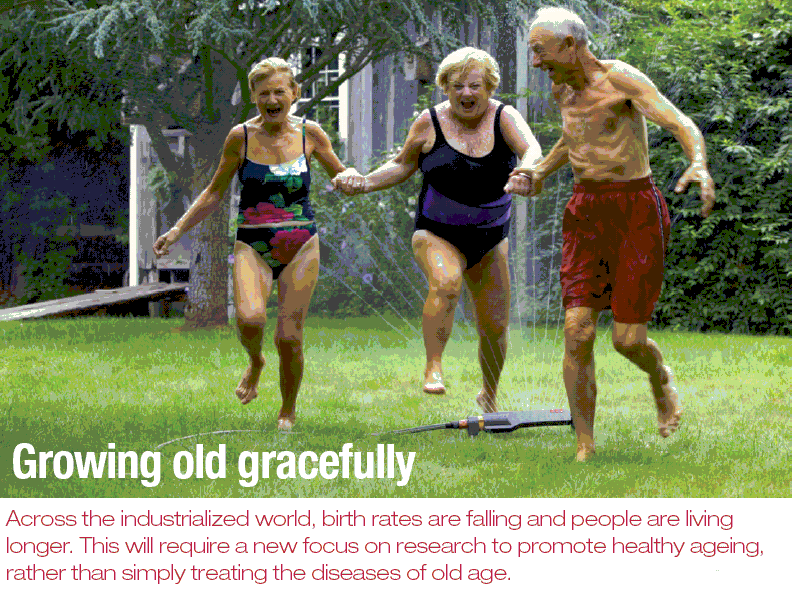 Growing old gracefully
Across the industrialized world, birth rates are falling and people are living
longer. This will require a new focus on research to promote healthy ageing,
rather than simply treating the diseases of old age.